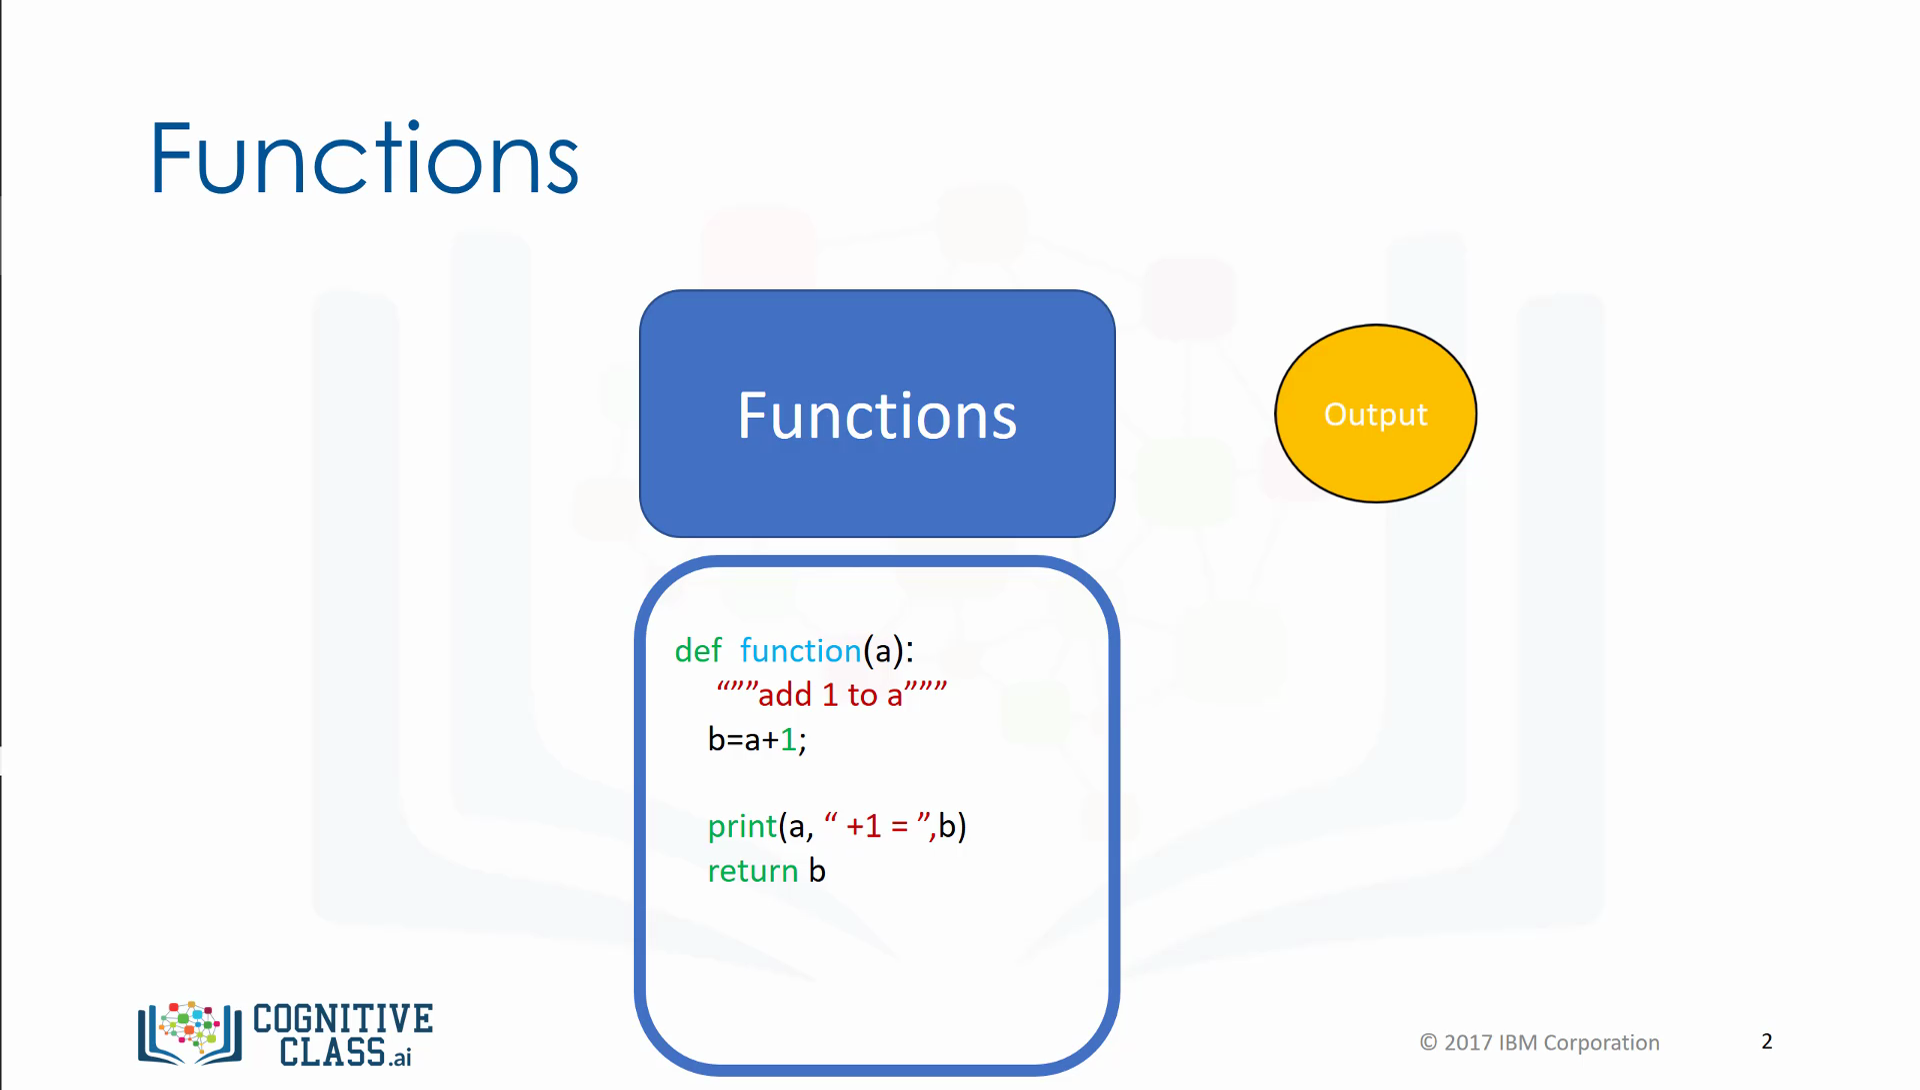 Functions
Functions
Output
def function(a):
“””add 1 to a”””
b=a+1;
print(a, “ +1 = ”,b)
return b
COGNITIVE
CLASS.ai
© 2017 IBM Corporation
2